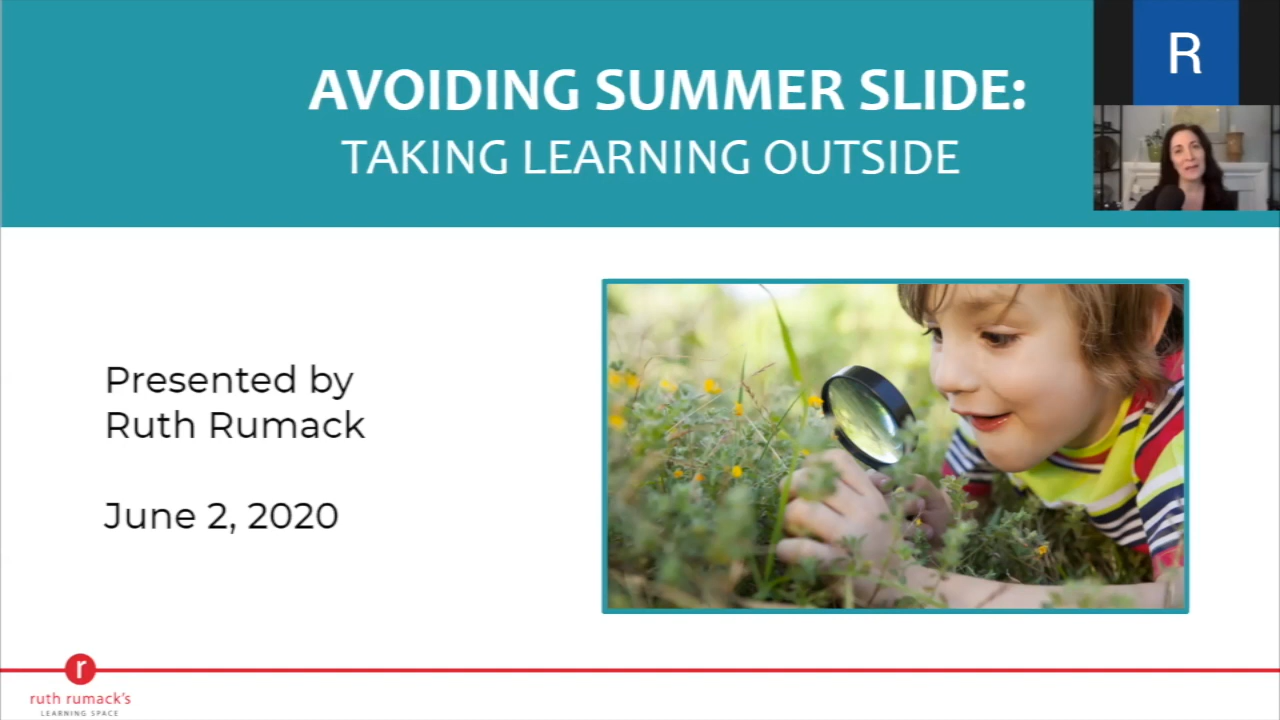 AVOIDING SUMMER SLIDE:
TAKING LEARNING OUTSIDE
R
Presented by
Ruth Rumack
June 2, 2020
r
ruth rumack's
LEARNING SPACE